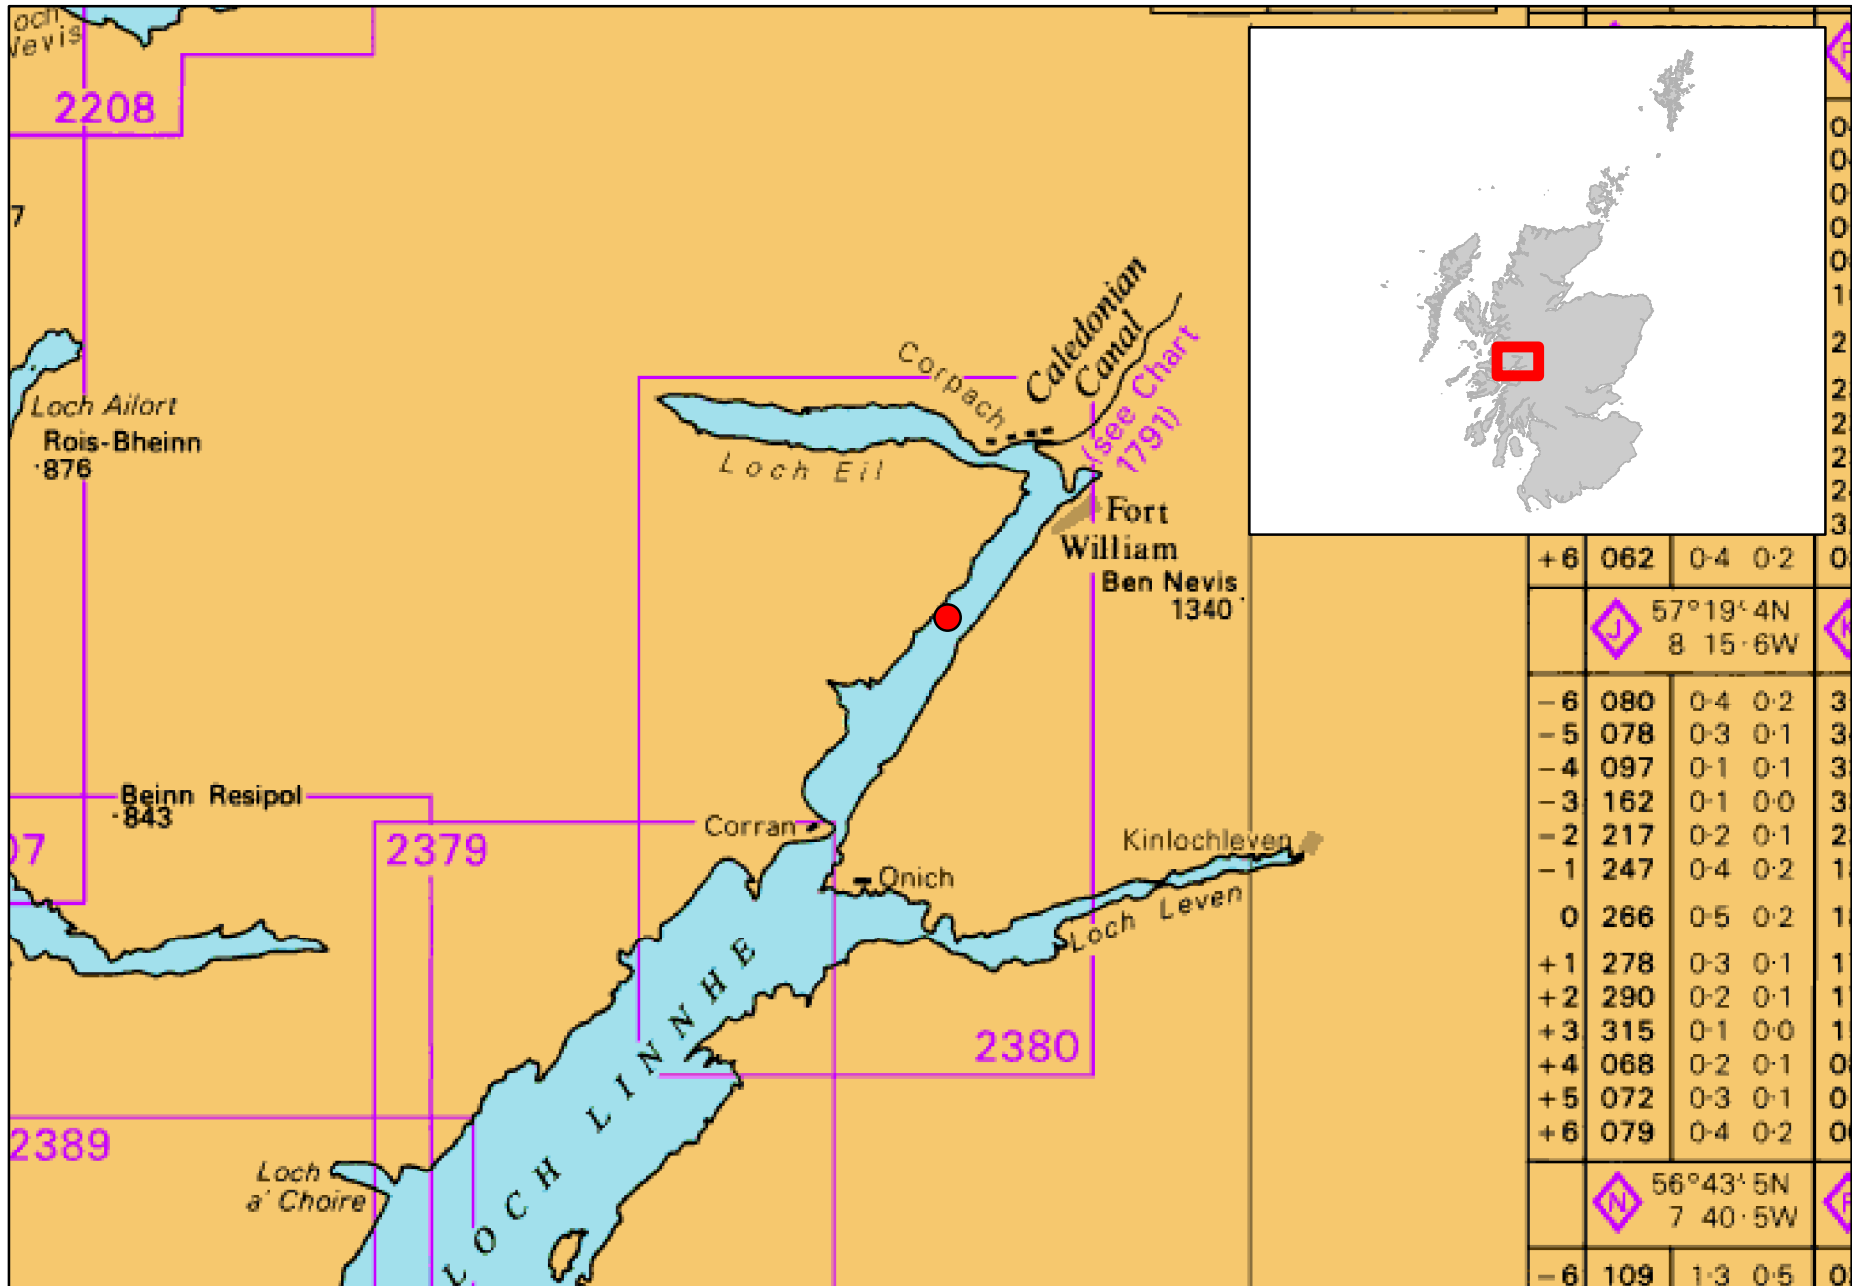 och
Nevis
2208
7
Loch Ailort
Rois-Bheinn
·876
Corpach
Caledonian
Canal
(see Chart
1791)
Loch Eil
Fort
William
Ben Nevis
1340
Beinn Resipol
·843
07
2379
Corran
Onich
Kinlochleven
Loch Leven
2380
LOCH LINNHE
2389
Loch
a' Choire
+6 062 0·4 0·2
J 57°19'·4N
8 15·6W
-6 080 0·4 0·2
-5 078 0·3 0·1
-4 097 0·1 0·1
-3 162 0·1 0·0
-2 217 0·2 0·1
-1 247 0·4 0·2
0 266 0·5 0·2
+1 278 0·3 0·1
+2 290 0·2 0·1
+3 315 0·1 0·0
+4 068 0·2 0·1
+5 072 0·3 0·1
+6 079 0·4 0·2
N 56°43'·5N
7 40·5W
-6 109 1·3 0·5